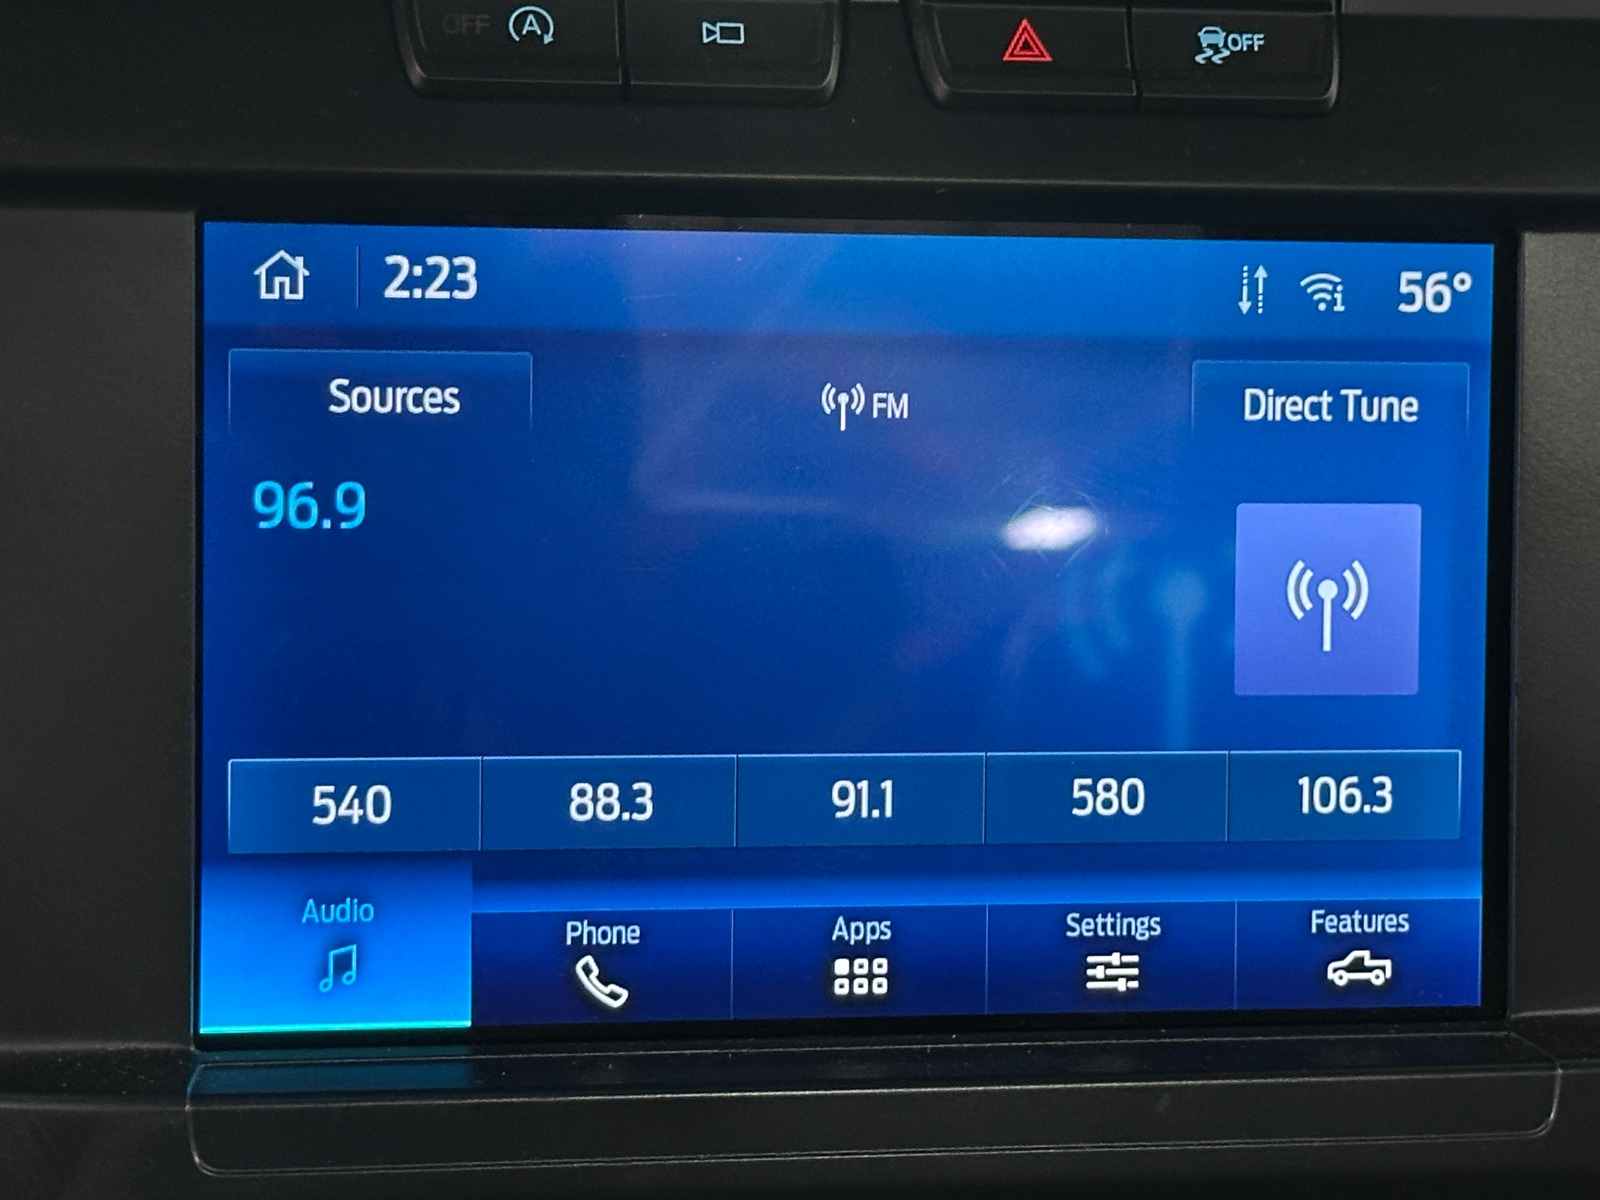 OFF A
OFF
2:23
56°
Sources
FM
Direct Tune
96.9
540
88.3
91.1
580
106.3
Audio
Phone
Apps
Settings
Features